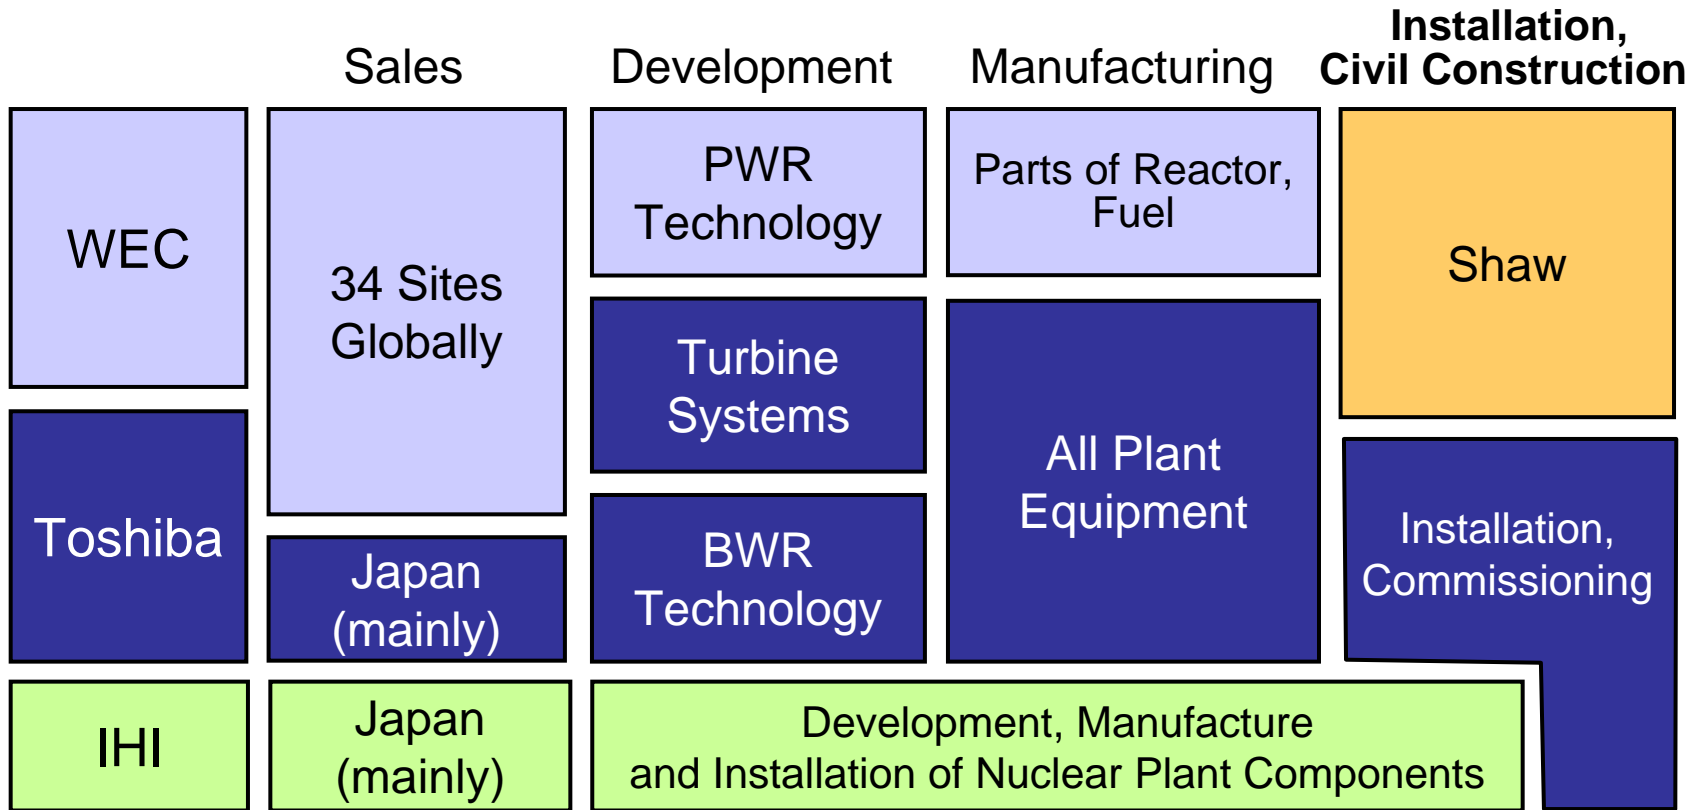 Sales
Development
Manufacturing
Installation,
Civil Construction
WEC
34 Sites
Globally
PWR
Technology
Parts of Reactor,
Fuel
Shaw
Turbine
Systems
All Plant
Equipment
Toshiba
Japan
(mainly)
BWR
Technology
Installation,
Commissioning
IHI
Japan
(mainly)
Development, Manufacture
and Installation of Nuclear Plant Components